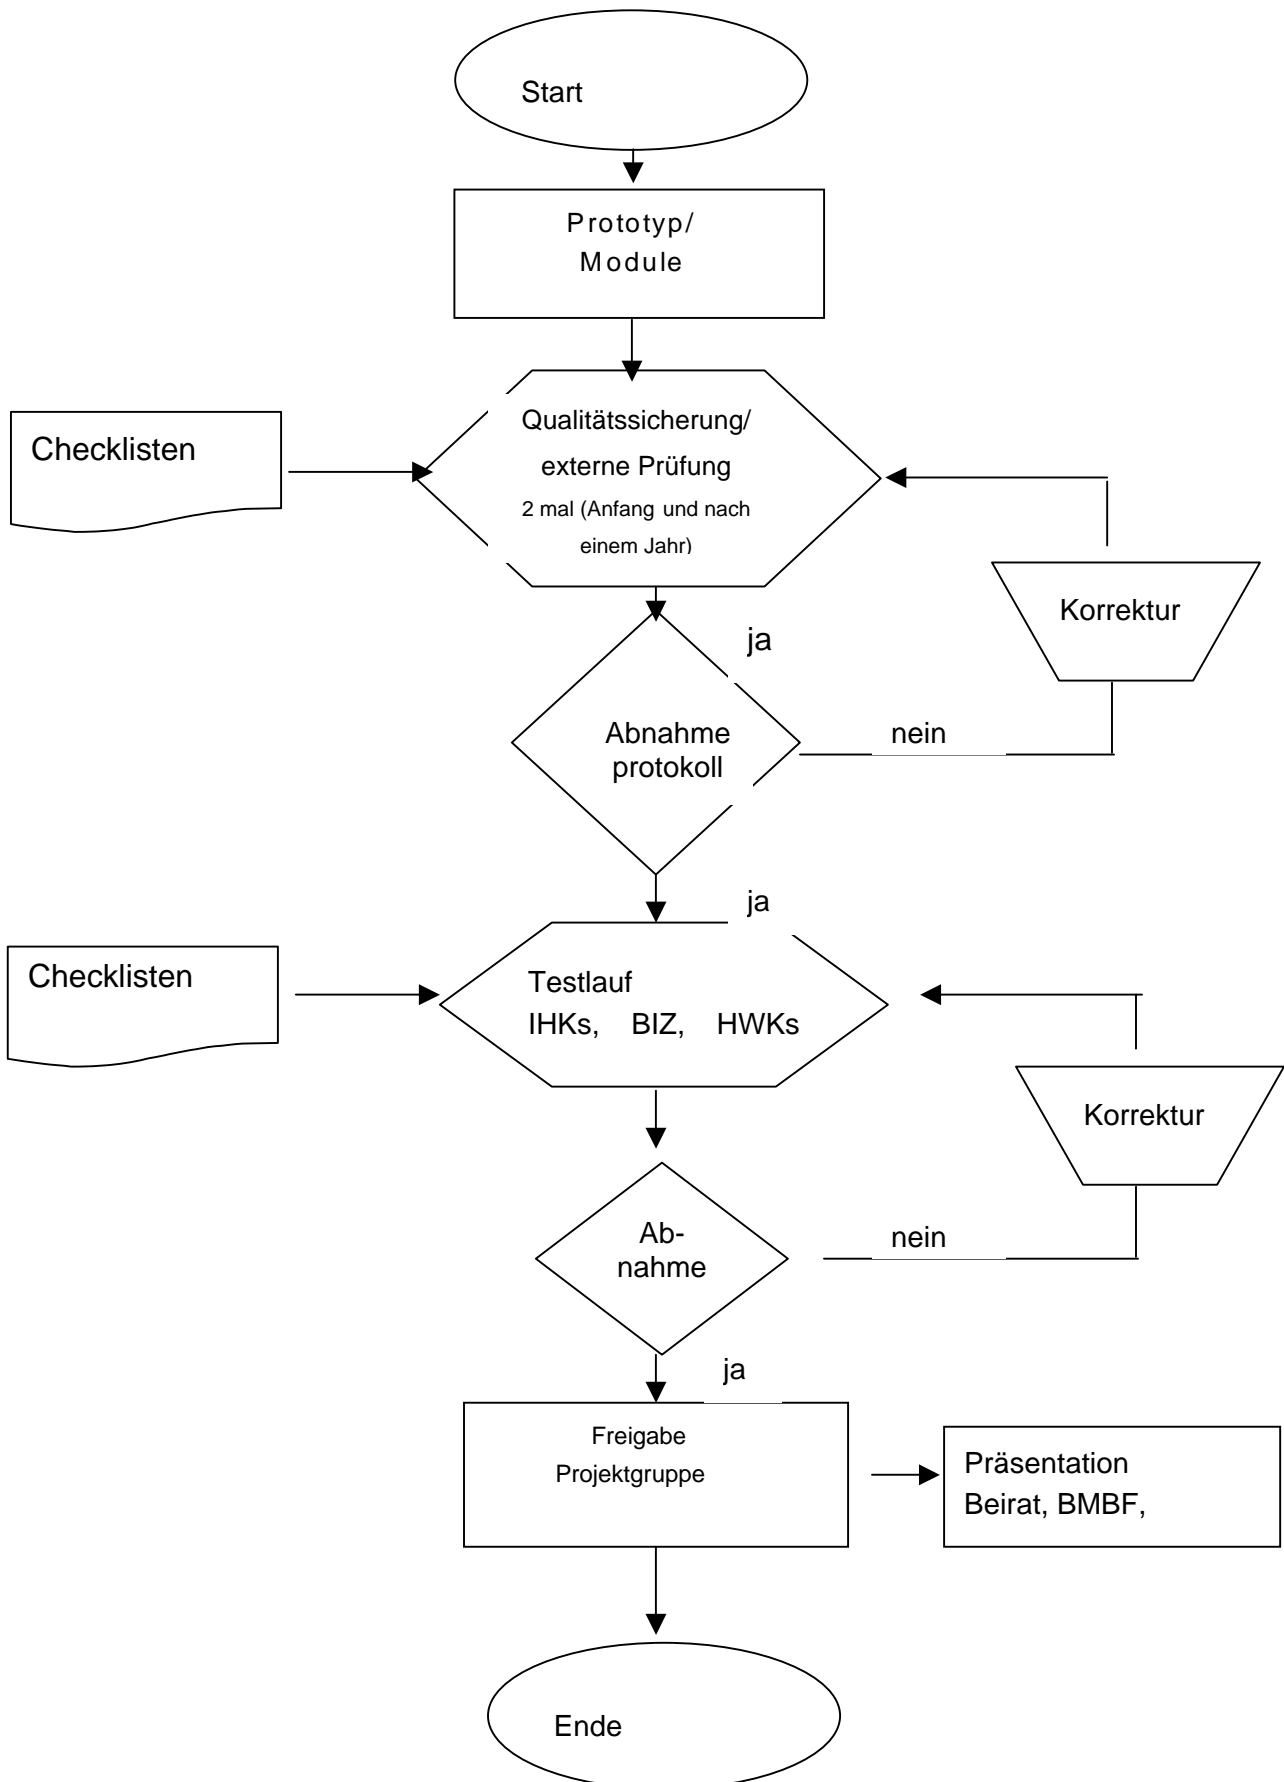 Start
Prototyp/
Module
Checklisten
Qualitätssicherung/
externe Prüfung
2 mal (Anfang und nach
einem Jahr)
Korrektur
ja
Abnahme
protokoll
nein
ja
Checklisten
Testlauf
IHKs, BIZ, HWKs
Korrektur
Ab-
nahme
nein
ja
Freigabe
Projektgruppe
Präsentation
Beirat, BMBF,
Ende